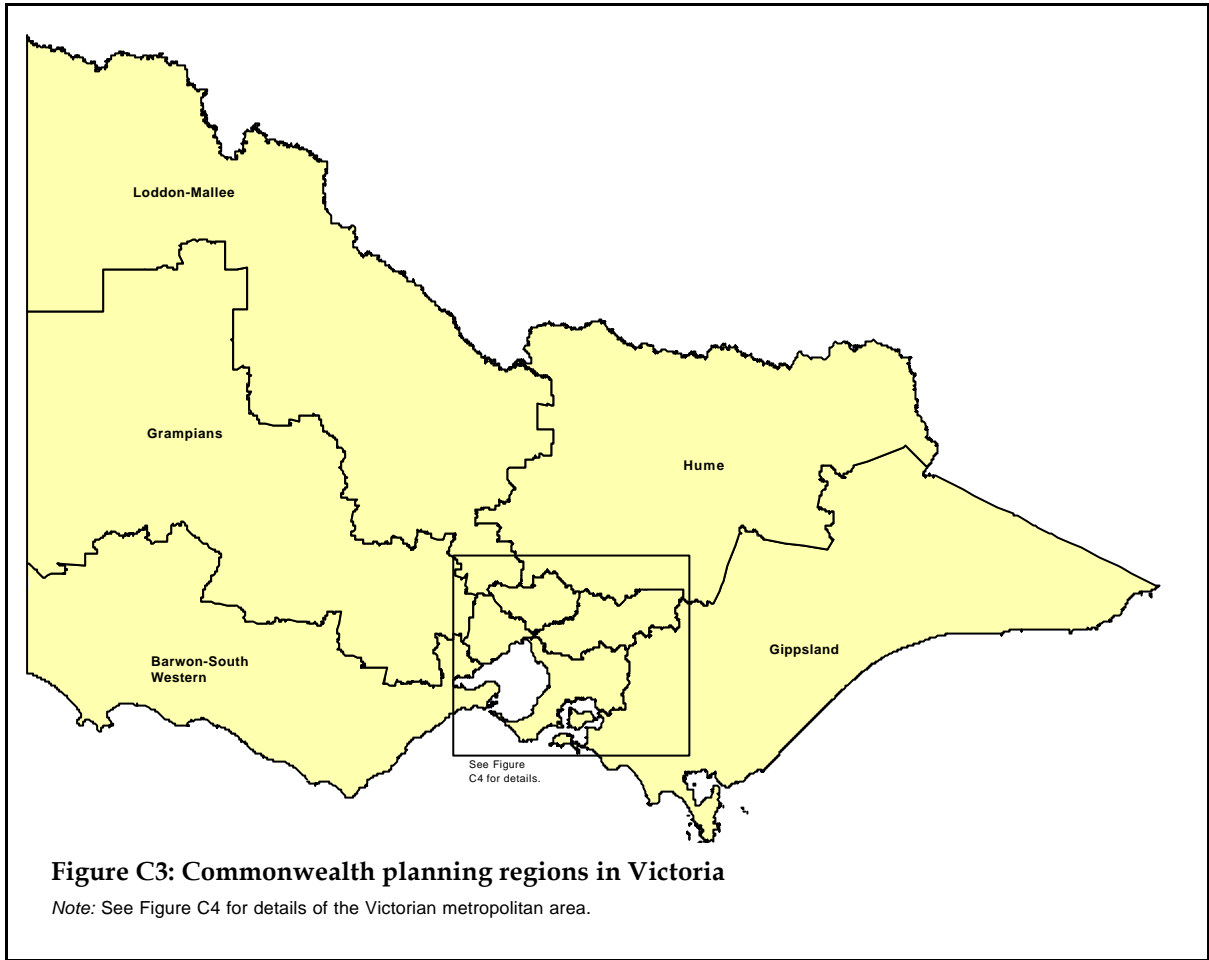 Loddon-Mallee
Grampians
Hume
Barwon-South
Western
Gippsland
See Figure
C4 for details.
Figure C3: Commonwealth planning regions in Victoria
Note: See Figure C4 for details of the Victorian metropolitan area.